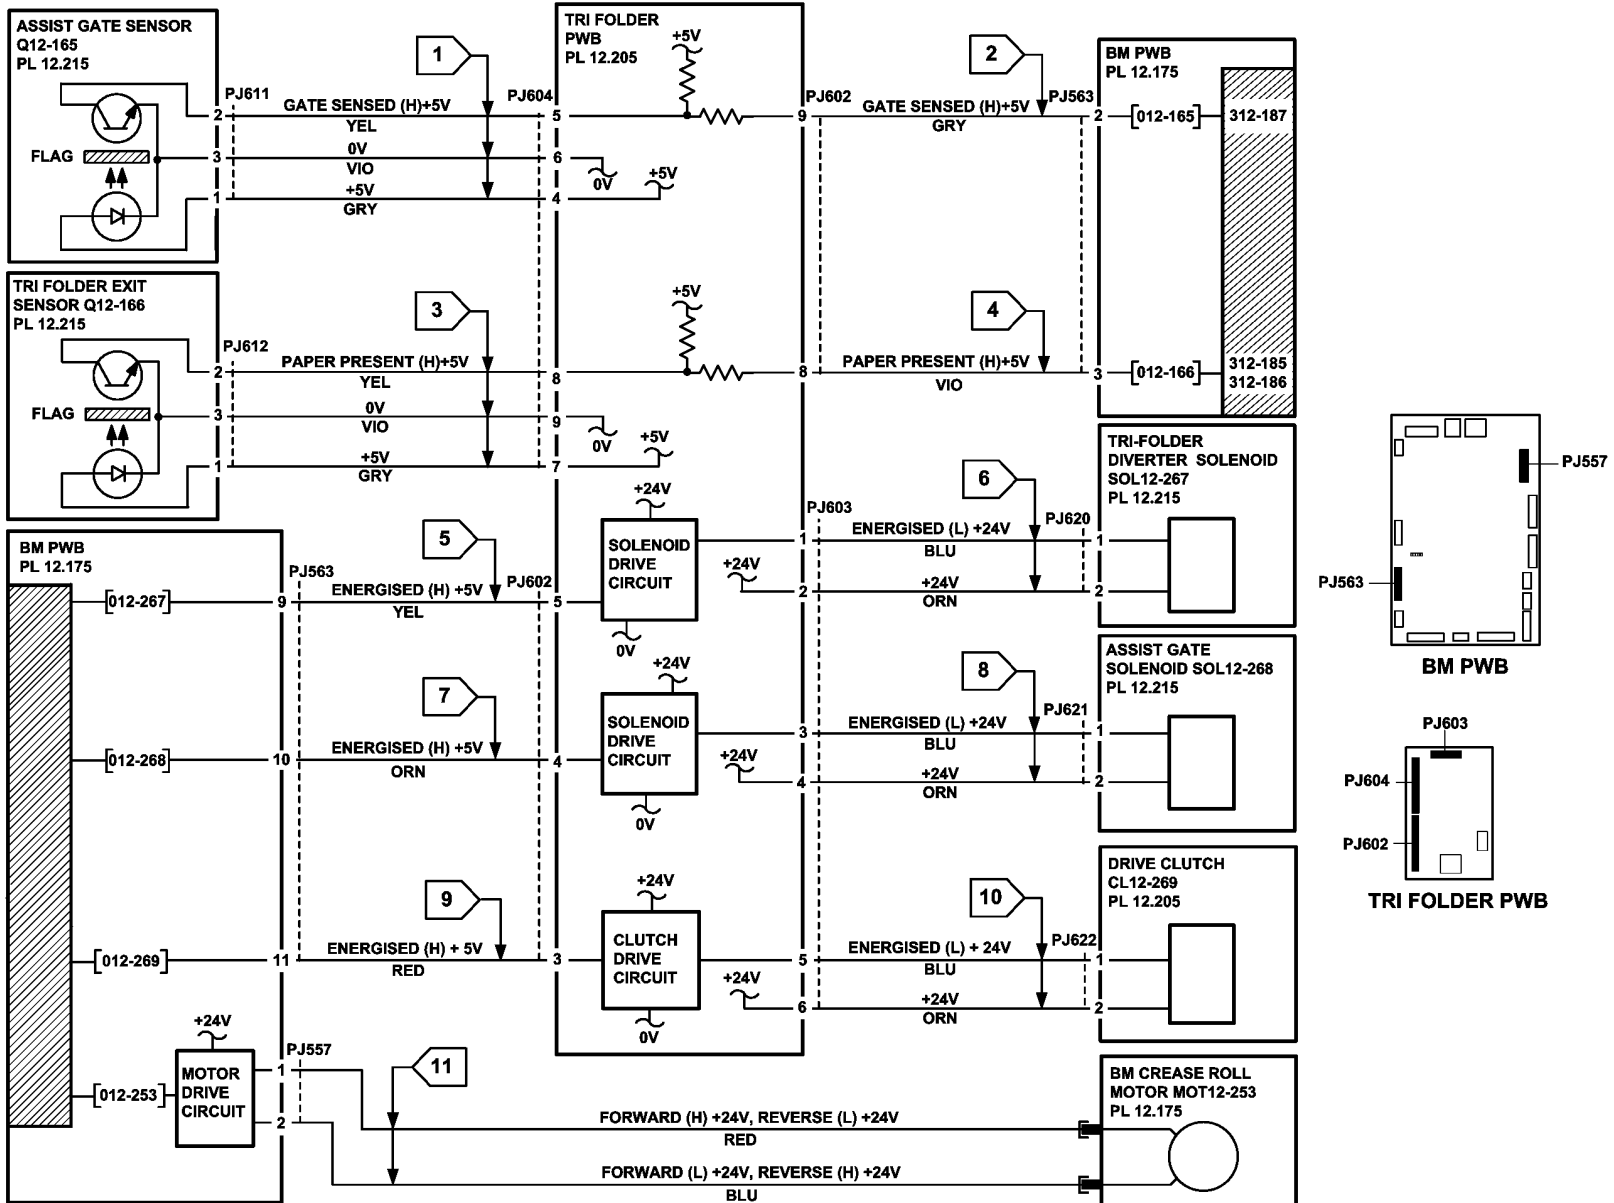 ASSIST GATE SENSOR
Q12-165
PL 12.215
FLAG
PJ611
2
3
1
GATE SENSED (H)+5V
YEL
0V
VIO
+5V
GRY
1
PJ604
5
6
4
TRI FOLDER
PWB
PL 12.205
+5V
0V
+5V
PJ602
9
GATE SENSED (H)+5V
GRY
2
PJ563
2
BM PWB
PL 12.175
[012-165]
312-187
TRI FOLDER EXIT
SENSOR Q12-166
PL 12.215
FLAG
PJ612
2
3
1
PAPER PRESENT (H)+5V
YEL
0V
VIO
+5V
GRY
3
8
9
7
+5V
0V
+5V
8
PAPER PRESENT (H)+5V
VIO
4
3
[012-166]
312-185
312-186
BM PWB
PL 12.175
[012-267]
PJ563
9
ENERGISED (H) +5V
YEL
5
PJ602
5
+24V
SOLENOID
DRIVE
CIRCUIT
0V
+24V
PJ603
1
2
ENERGISED (L) +24V
BLU
+24V
ORN
6
PJ620
1
2
TRI-FOLDER
DIVERTER SOLENOID
SOL12-267
PL 12.215
[012-268]
10
ENERGISED (H) +5V
ORN
7
4
+24V
SOLENOID
DRIVE
CIRCUIT
0V
+24V
3
4
ENERGISED (L) +24V
BLU
+24V
ORN
8
PJ621
1
2
ASSIST GATE
SOLENOID SOL12-268
PL 12.215
[012-269]
11
ENERGISED (H) + 5V
RED
9
3
+24V
CLUTCH
DRIVE
CIRCUIT
0V
+24V
5
6
ENERGISED (L) + 24V
BLU
+24V
ORN
10
PJ622
1
2
DRIVE CLUTCH
CL12-269
PL 12.205
[012-253]
+24V
MOTOR
DRIVE
CIRCUIT
PJ557
1
2
11
FORWARD (H) +24V, REVERSE (L) +24V
RED
FORWARD (L) +24V, REVERSE (H) +24V
BLU
BM CREASE ROLL
MOTOR MOT12-253
PL 12.175
PJ557
PJ563
BM PWB
PJ603
PJ604
PJ602
TRI FOLDER PWB